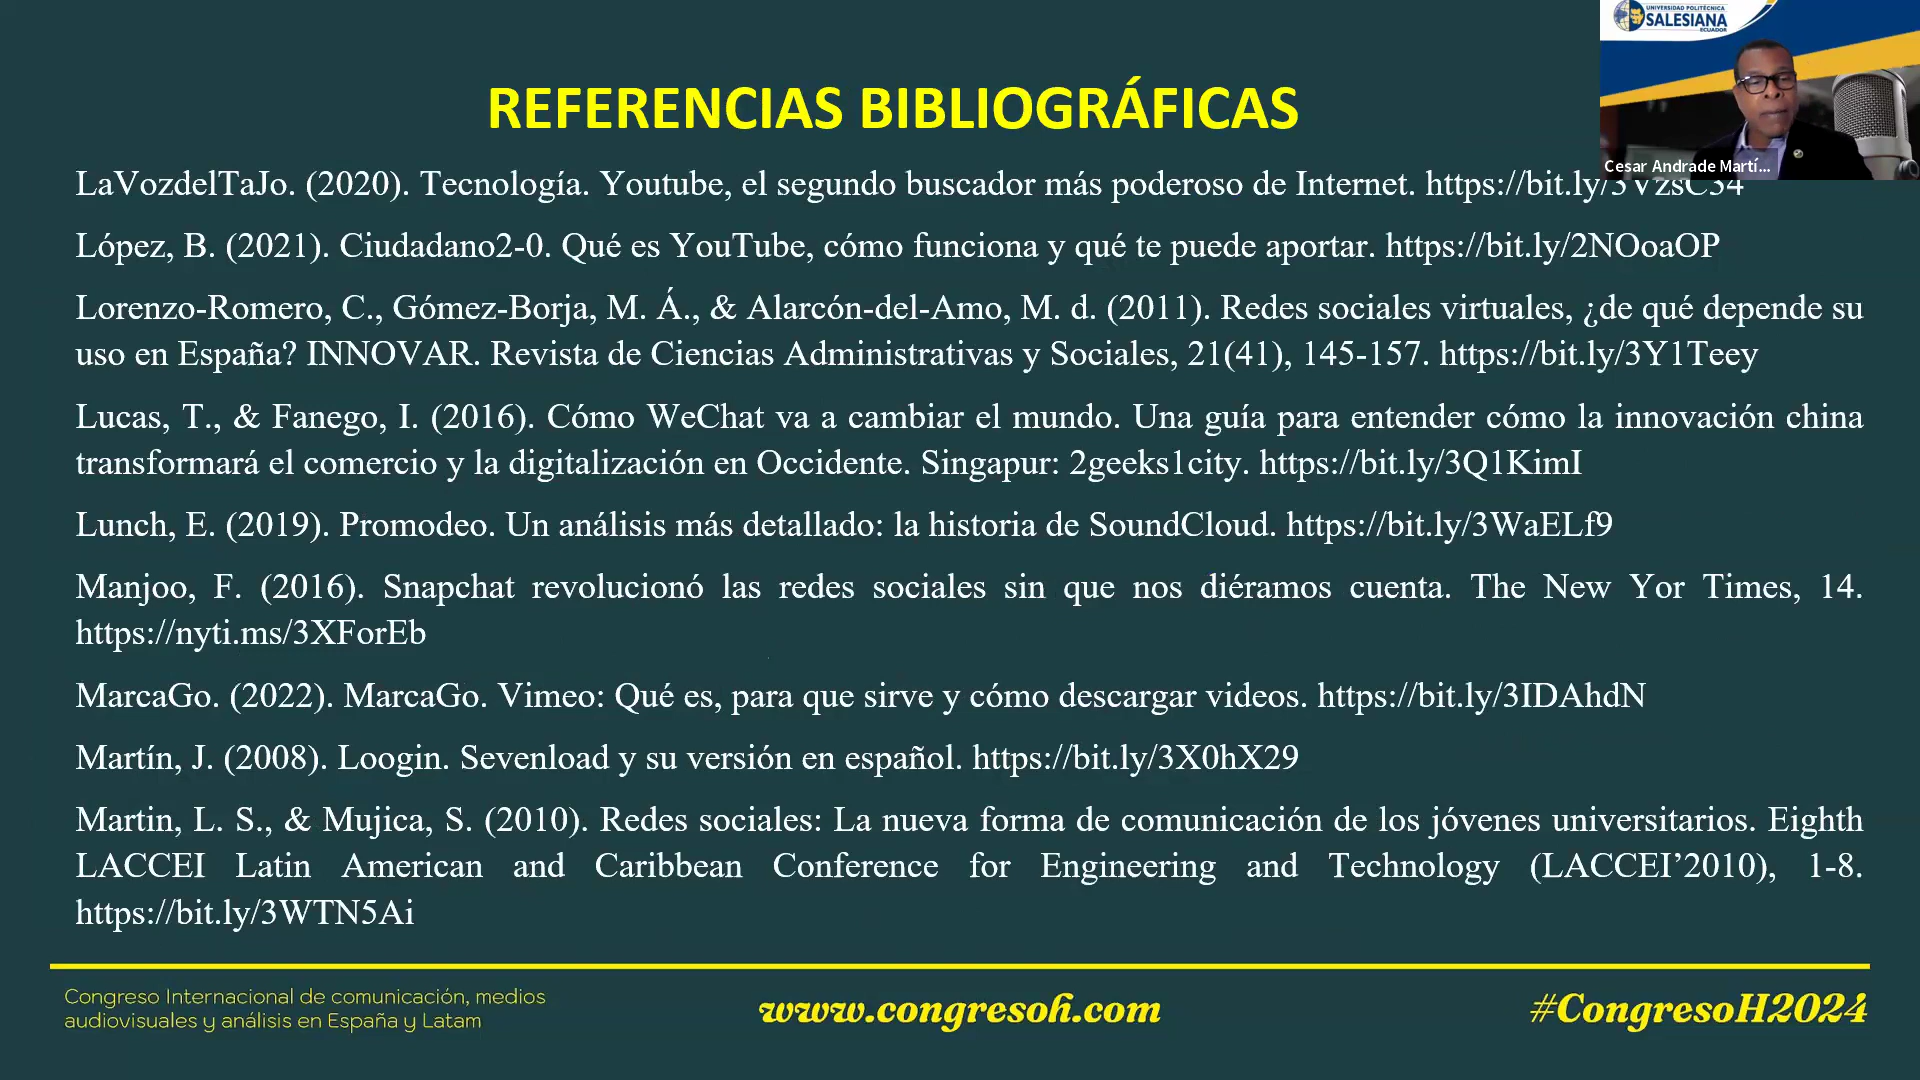 UNIVERSIDAD POLITÉCNICA
SALESIANA
ECUADOR
Cesar Andrade Martí...
REFERENCIAS BIBLIOGRÁFICAS
LaVozdelTaJo. (2020). Tecnología. Youtube, el segundo buscador más poderoso de Internet. https://bit.ly/3VzsC34
López, B. (2021). Ciudadano2-0. Qué es YouTube, cómo funciona y qué te puede aportar. https://bit.ly/2NOoaOP
Lorenzo-Romero, C., Gómez-Borja, M. Á., & Alarcón-del-Amo, M. d. (2011). Redes sociales virtuales, ¿de qué depende su
uso en España? INNOVAR. Revista de Ciencias Administrativas y Sociales, 21(41), 145-157. https://bit.ly/3Y1Teey
Lucas, T., & Fanego, I. (2016). Cómo WeChat va a cambiar el mundo. Una guía para entender cómo la innovación china
transformará el comercio y la digitalización en Occidente. Singapur: 2geeks1city. https://bit.ly/3Q1KimI
Lunch, E. (2019). Promodeo. Un análisis más detallado: la historia de SoundCloud. https://bit.ly/3WaELf9
Manjoo, F. (2016). Snapchat revolucionó las redes sociales sin que nos diéramos cuenta. The New Yor Times, 14.
https://nyti.ms/3XForEb
MarcaGo. (2022). MarcaGo. Vimeo: Qué es, para que sirve y cómo descargar videos. https://bit.ly/3IDAhdN
Martín, J. (2008). Loogin. Sevenload y su versión en español. https://bit.ly/3X0hX29
Martin, L. S., & Mujica, S. (2010). Redes sociales: La nueva forma de comunicación de los jóvenes universitarios. Eighth
LACCEI Latin American and Caribbean Conference for Engineering and Technology (LACCEI’2010), 1-8.
https://bit.ly/3WTN5Ai
Congreso Internacional de comunicación, medios
audiovisuales y análisis en España y Latam
www.congresoh.com
#CongresoH2024